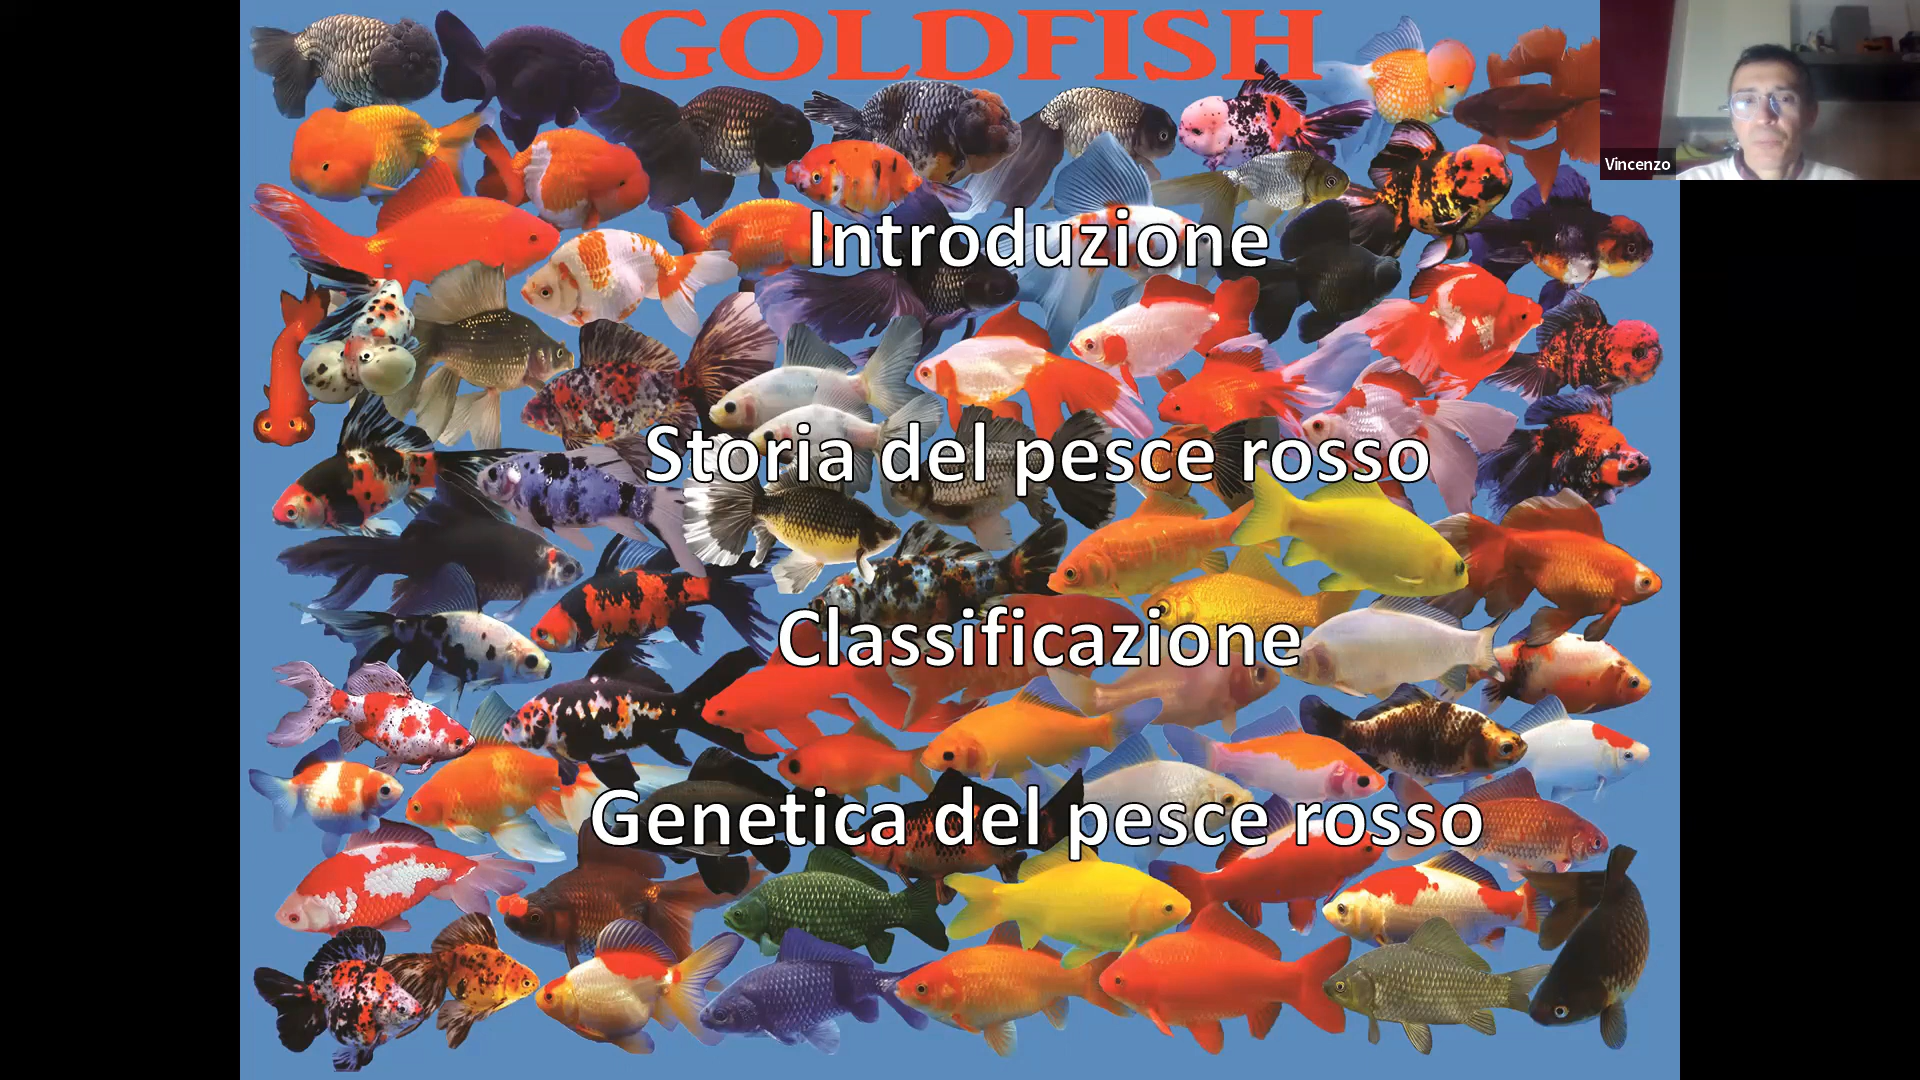 GOLDFISH
Vincenzo
Introduzione
Storia del pesce rosso
Classificazione
Genetica del pesce rosso